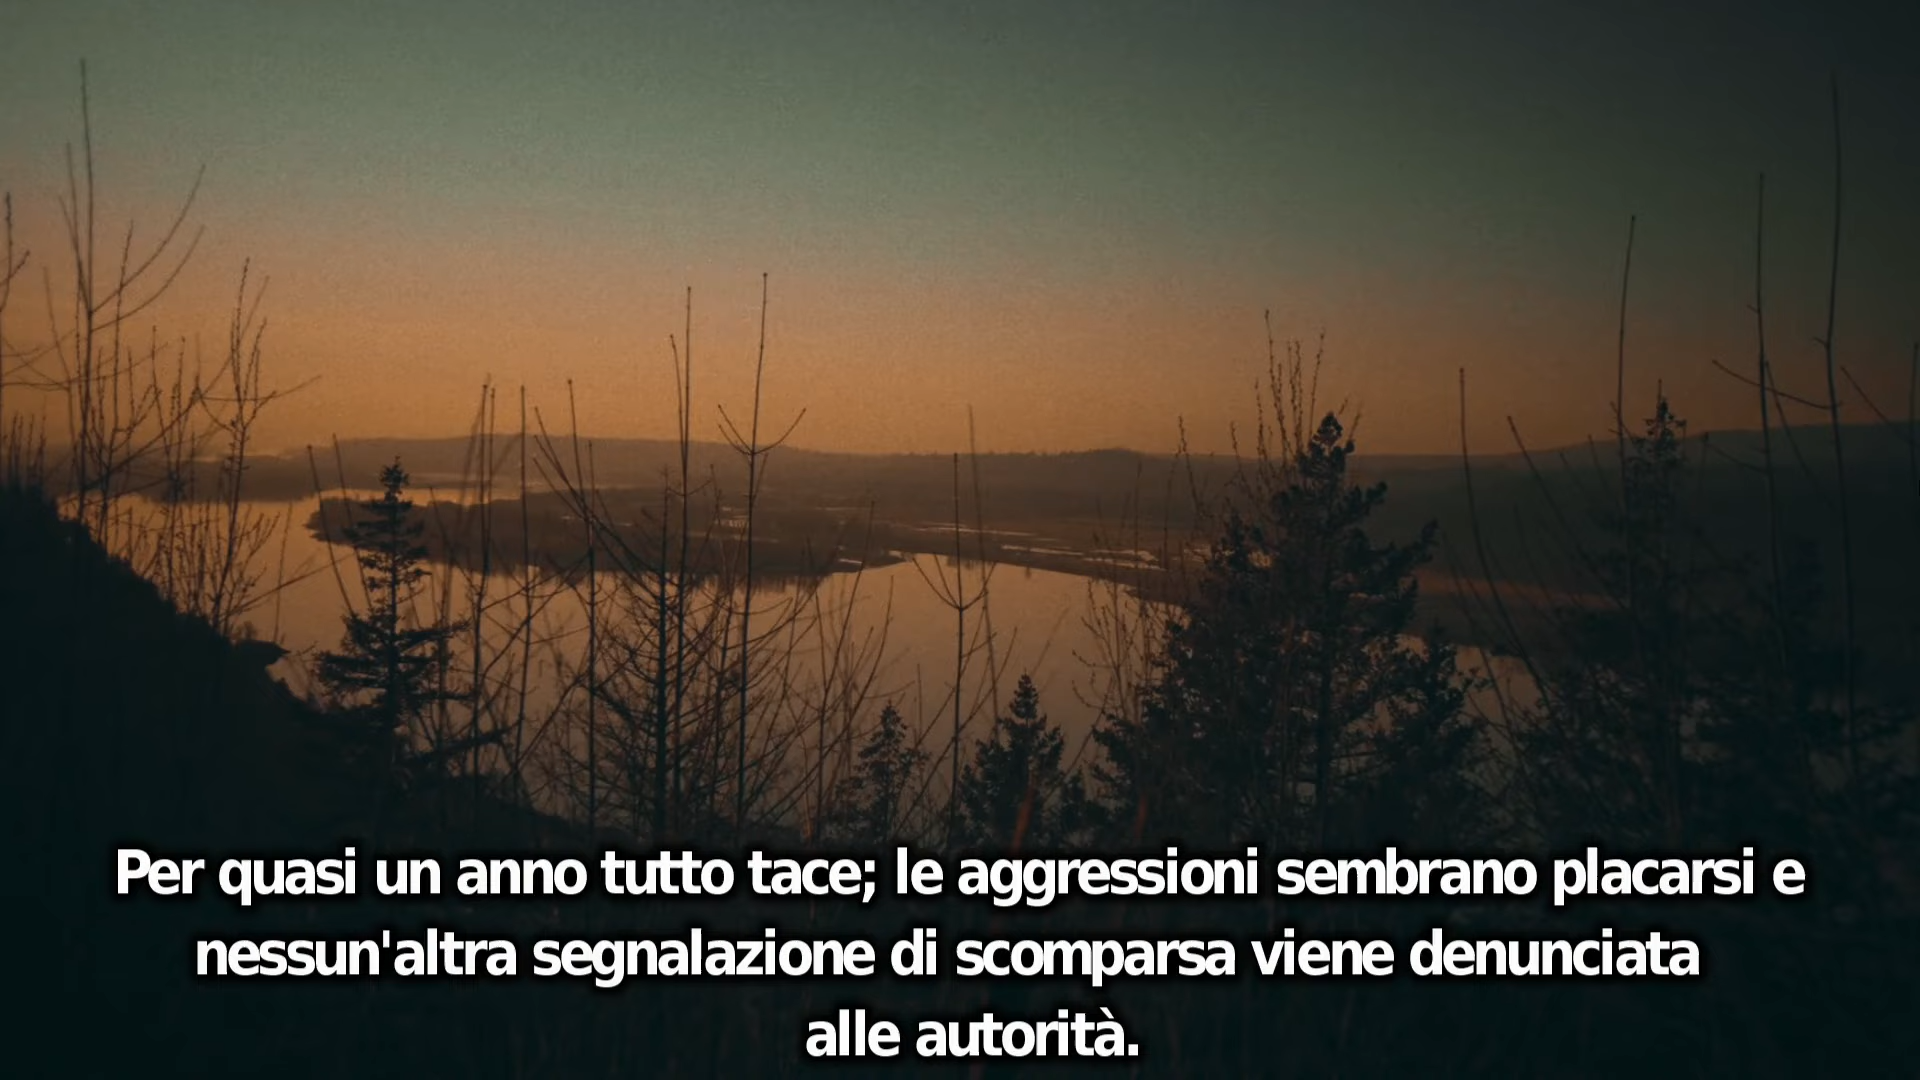 Per quasi un anno tutto tace; le aggressioni sembrano placarsi e
nessun'altra segnalazione di scomparsa viene denunciata
alle autorità.